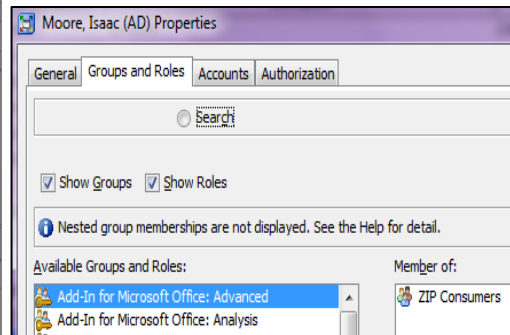 Moore, Isaac (AD) Properties
General Groups and Roles Accounts Authorization
Search
Show Groups Show Roles
Nested group memberships are not displayed. See the Help for detail.
Available Groups and Roles: Member of:
Add-In for Microsoft Office: Advanced ZIP Consumers
Add-In for Microsoft Office: Analysis